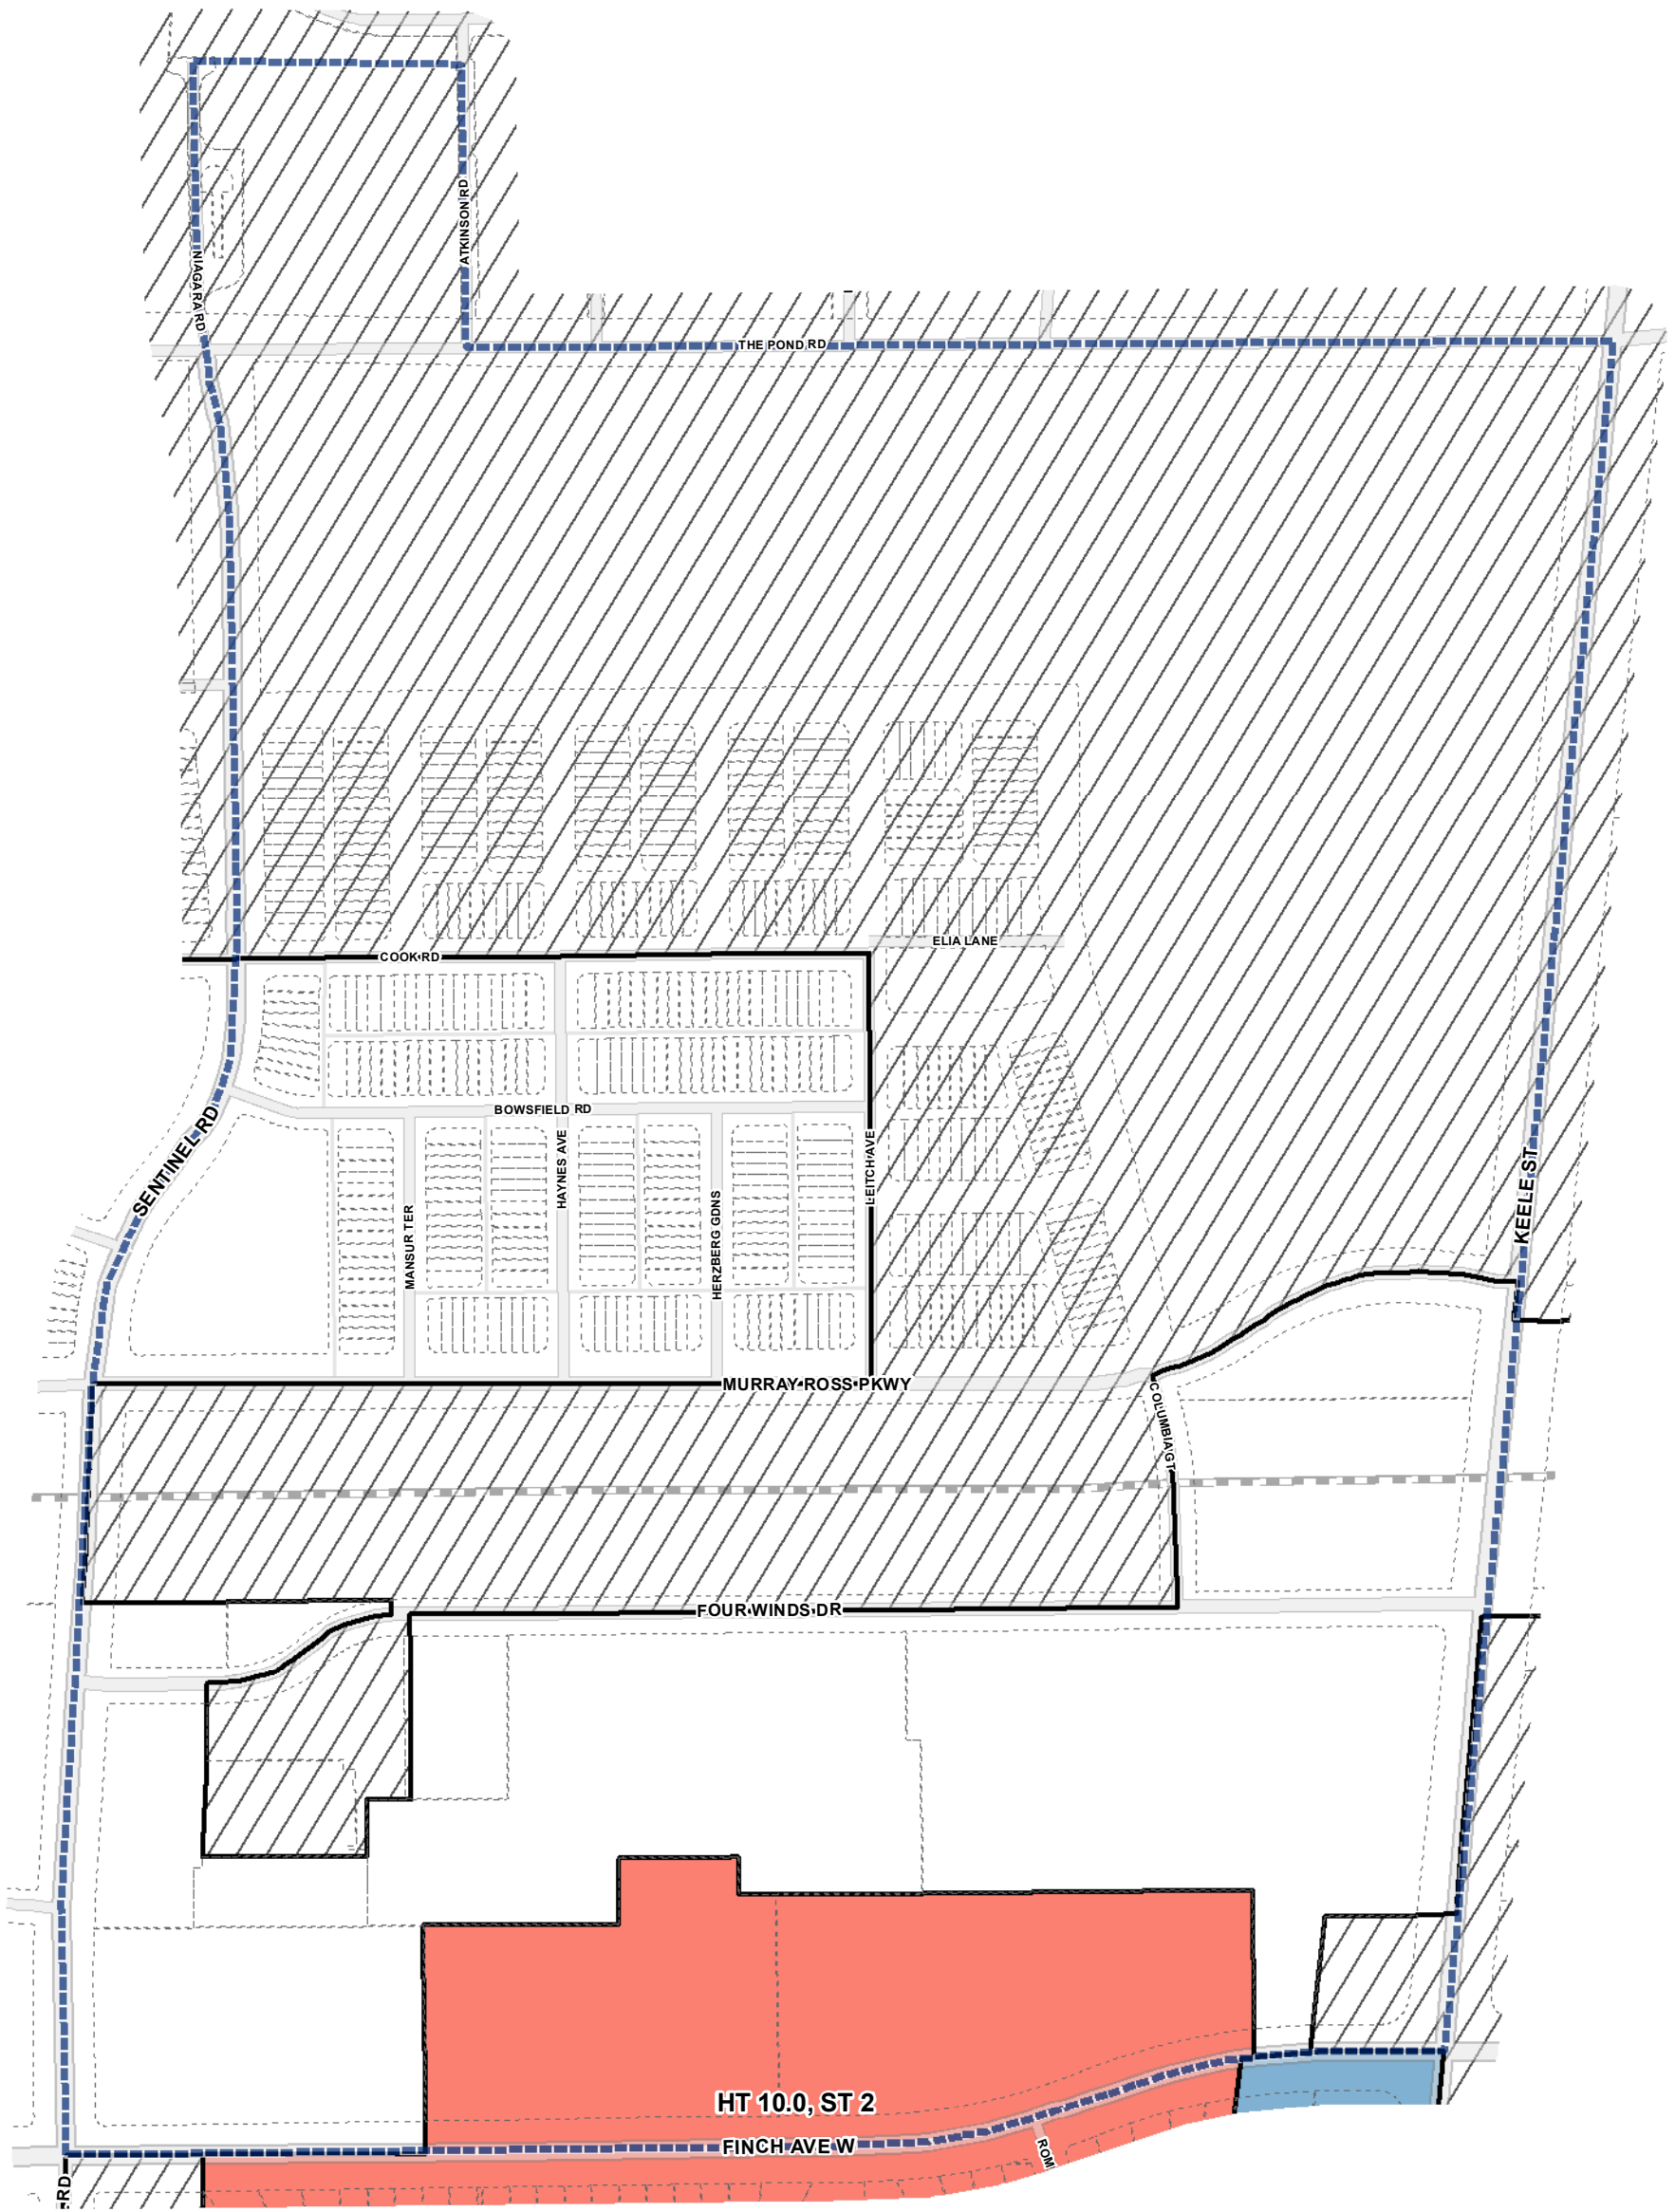 ATKINSON RD
NIAGARA RD
THE POND RD
ELIA LANE
COOK RD
BOWSFIELD RD
SENTINEL RD
HAYNES AVE
LEITCH AVE
KEELE ST
HERZBERG GDNS
MANSUR TER
MURRAY ROSS PKWY
COLUMBIA GT
FOUR WINDS DR
HT 10.0, ST 2
FINCH AVE W
ROMI
RD